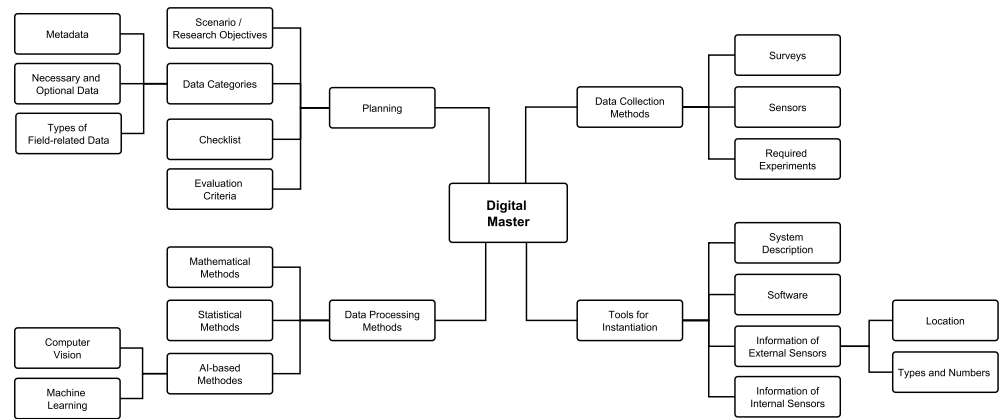 Metadata
Necessary and
Optional Data
Types of
Field-related Data
Scenario /
Research Objectives
Data Categories
Checklist
Evaluation
Criteria
Planning
Data Collection
Methods
Surveys
Sensors
Required
Experiments
Digital
Master
Mathematical
Methods
Statistical
Methods
AI-based
Methodes
Computer
Vision
Machine
Learning
Data Processing
Methods
Tools for
Instantiation
System
Description
Software
Information of
External Sensors
Information of
Internal Sensors
Location
Types and Numbers